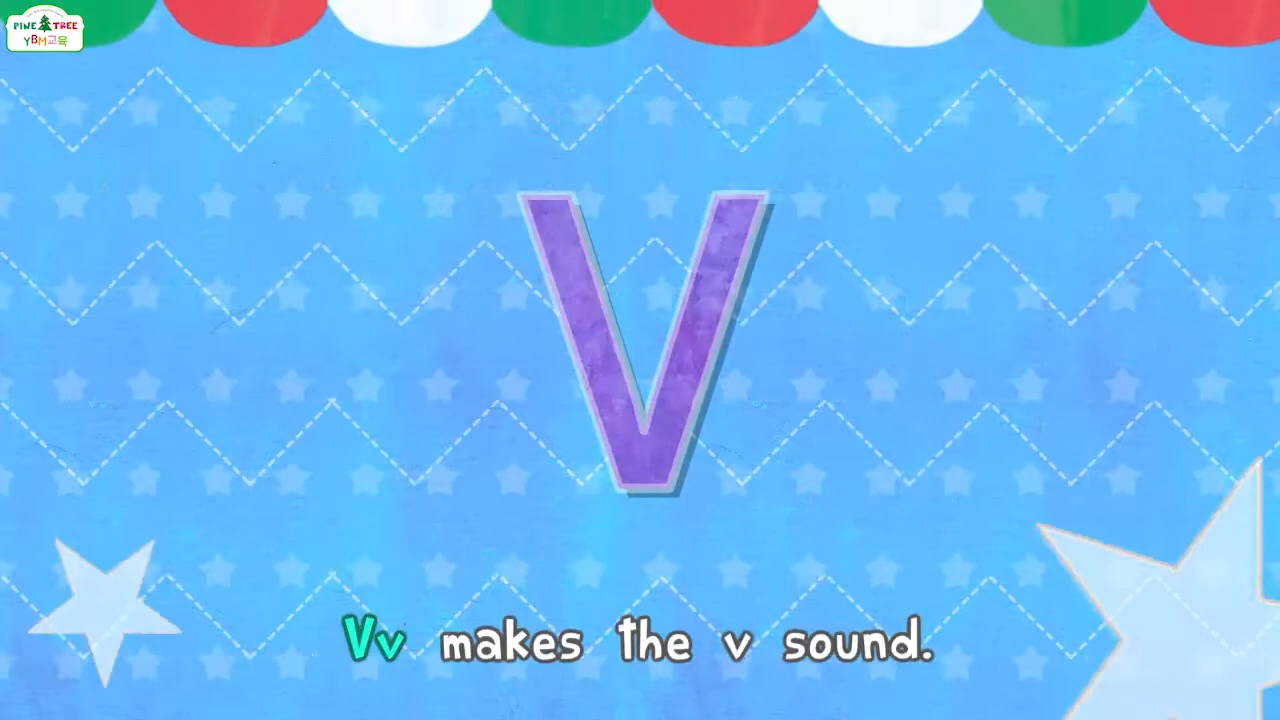 PINE TREE
YBM교육
V
Vv makes the v sound.